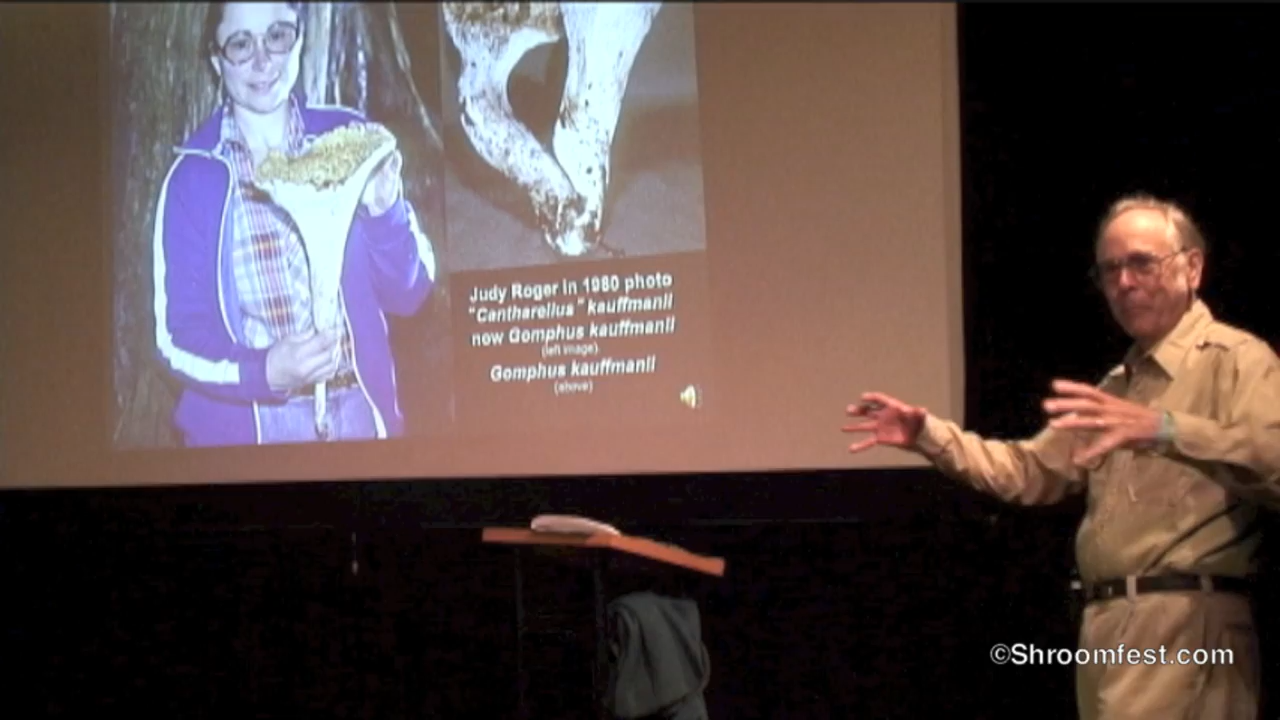 Judy Roger in 1980 photo
"Cantharellus" kauffmanii
now Gomphus kauffmanii
(left image)
Gomphus kauffmanii
(above)
©Shroomfest.com